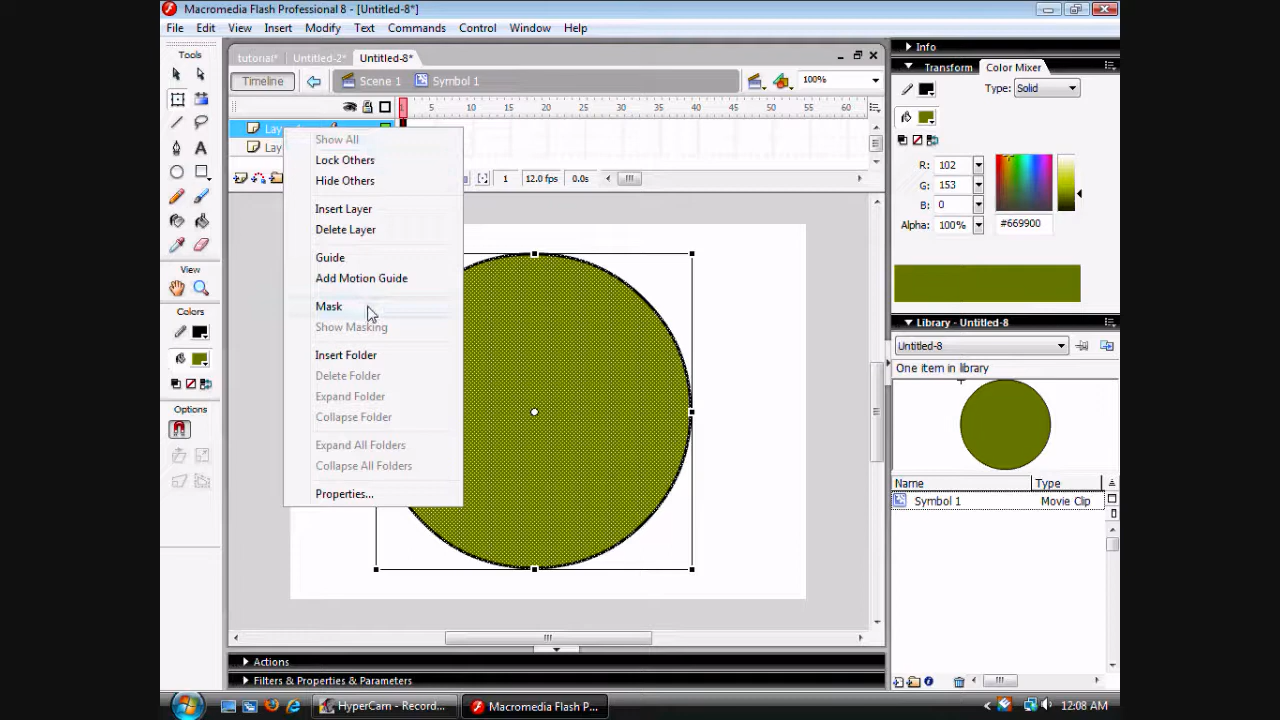 Macromedia Flash Professional 8 - [Untitled-8*]
File Edit View Insert Modify Text Commands Control Window Help
Tools
tutorial* Untitled-2* Untitled-8*
Timeline Scene 1 Symbol 1 100%
1 5 10 15 20 25 30 35 40 45 50 55 60
Lay
Lay
1 12.0 fps 0.0s
Show All
Lock Others
Hide Others
Insert Layer
Delete Layer
Guide
Add Motion Guide
Mask
Show Masking
Insert Folder
Delete Folder
Expand Folder
Collapse Folder
Expand All Folders
Collapse All Folders
Properties...
View
Colors
Options
Info
Transform Color Mixer
Type: Solid
R: 102
G: 153
B: 0
Alpha: 100% #669900
Library - Untitled-8
Untitled-8
One item in library
Name Type
Symbol 1 Movie Clip
Actions
Filters & Properties & Parameters
HyperCam - Record... Macromedia Flash P... 12:08 AM